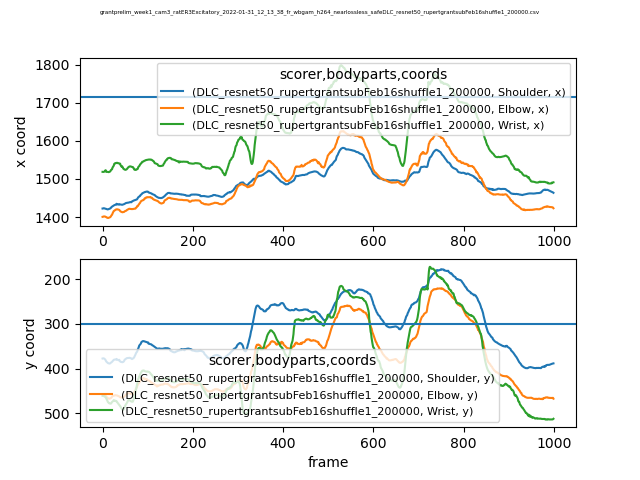 grantprelim_week1_cam3_ratER3Excitatory_2022-01-31_12_13_38_fr_wbgam_h264_nearlossless_safeDLC_resnet50_rupertgrantsubFeb16shuffle1_200000.csv
1800
1700
1600
1500
1400
x coord
scorer,bodyparts,coords
(DLC_resnet50_rupertgrantsubFeb16shuffle1_200000, Shoulder, x)
(DLC_resnet50_rupertgrantsubFeb16shuffle1_200000, Elbow, x)
(DLC_resnet50_rupertgrantsubFeb16shuffle1_200000, Wrist, x)
0 200 400 600 800 1000
200
300
400
500
y coord
scorer,bodyparts,coords
(DLC_resnet50_rupertgrantsubFeb16shuffle1_200000, Shoulder, y)
(DLC_resnet50_rupertgrantsubFeb16shuffle1_200000, Elbow, y)
(DLC_resnet50_rupertgrantsubFeb16shuffle1_200000, Wrist, y)
0 200 400 600 800 1000
frame